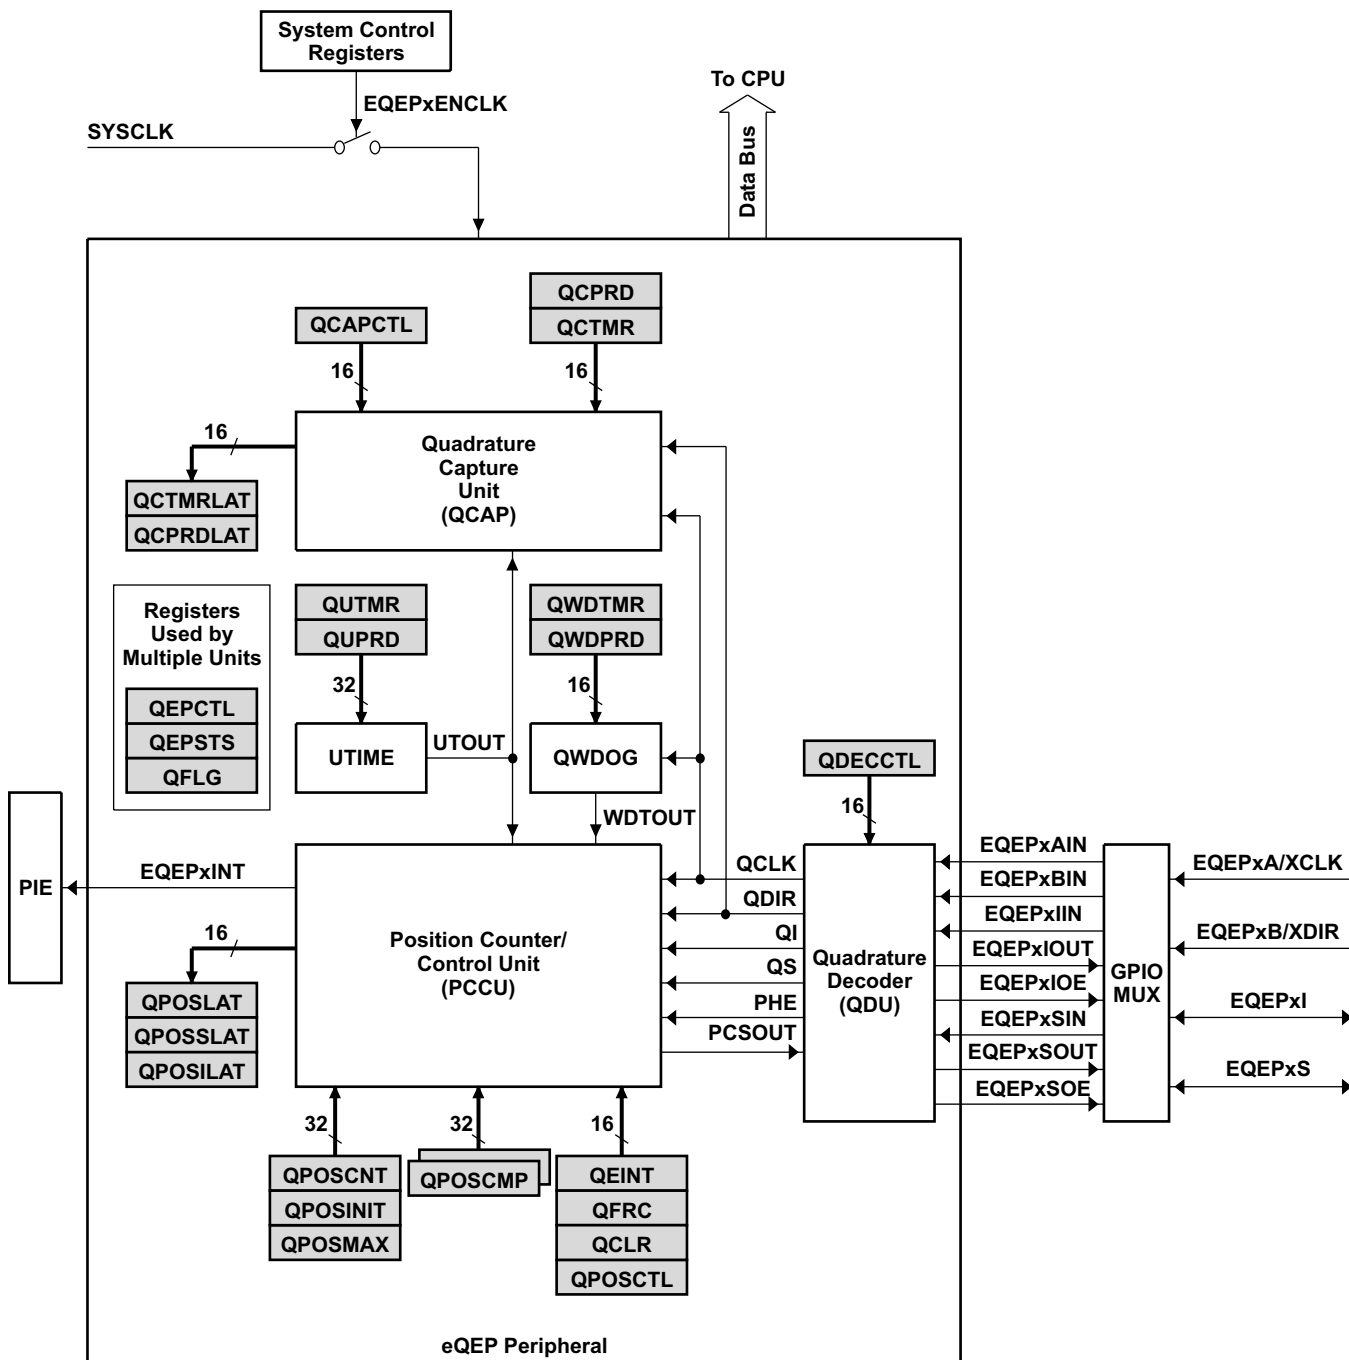 System Control
Registers
To CPU
EQEPxENCLK
SYSCLK
Data Bus
QCPRD
QCAPCTL
QCTMR
16
16
16
Quadrature
Capture
Unit
(QCAP)
QCTMRLAT
QCPRDLAT
Registers
Used by
Multiple Units
QEPCTL
QEPSTS
QFLG
QUTMR
QUPRD
QWDTMR
QWDPRD
32
16
UTIME
UTOUT
QWDOG
QDECCTL
WDTOUT
16
PIE
EQEPxINT
16
Position Counter/
Control Unit
(PCCU)
QCLK
QDIR
QI
QS
PHE
PCSOUT
Quadrature
Decoder
(QDU)
EQEPxAIN
EQEPxBIN
EQEPxIIN
EQEPxIOUT
EQEPxIOE
EQEPxSIN
EQEPxSOUT
EQEPxSOE
GPIO
MUX
EQEPxA/XCLK
EQEPxB/XDIR
EQEPxI
EQEPxS
QPOSLAT
QPOSSLAT
QPOSILAT
32
32
16
QPOSCNT
QPOSINIT
QPOSMAX
QPOSCMP
QEINT
QFRC
QCLR
QPOSCTL
eQEP Peripheral